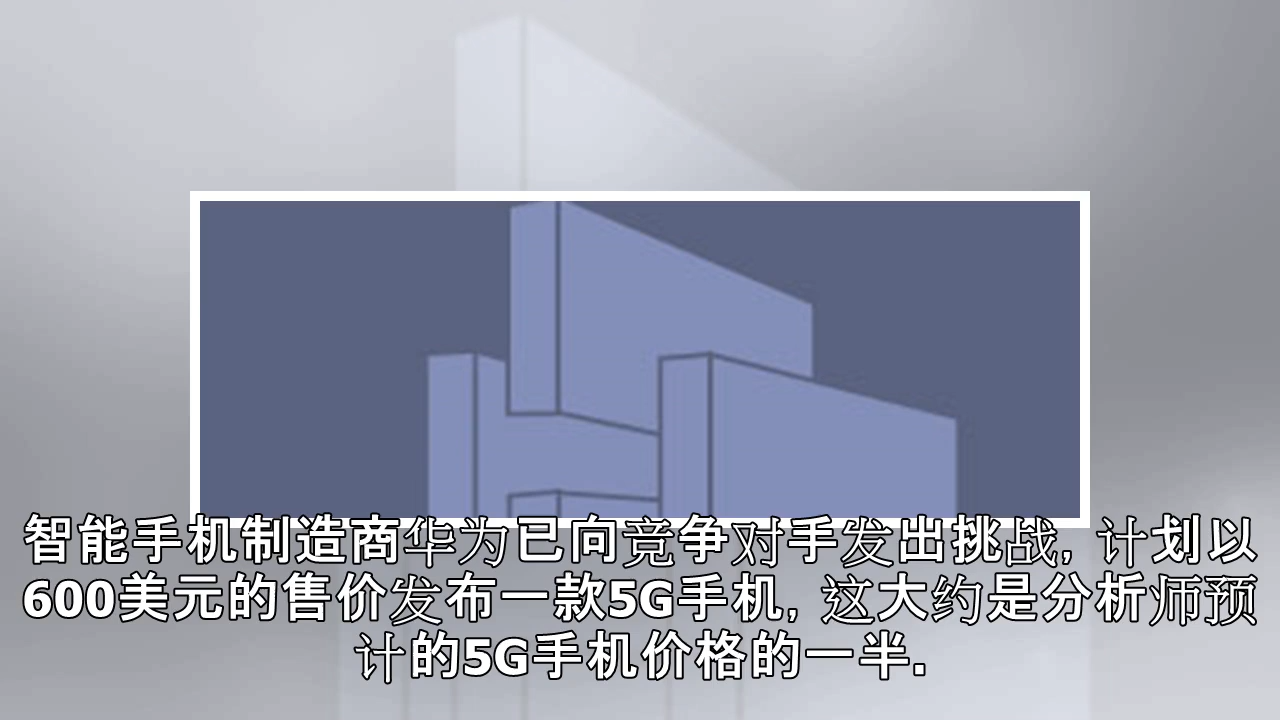 智能手机制造商华为已向竞争对手发出挑战, 计划以
600美元的售价发布一款5G手机, 这大约是分析师预
计的5G手机价格的一半.